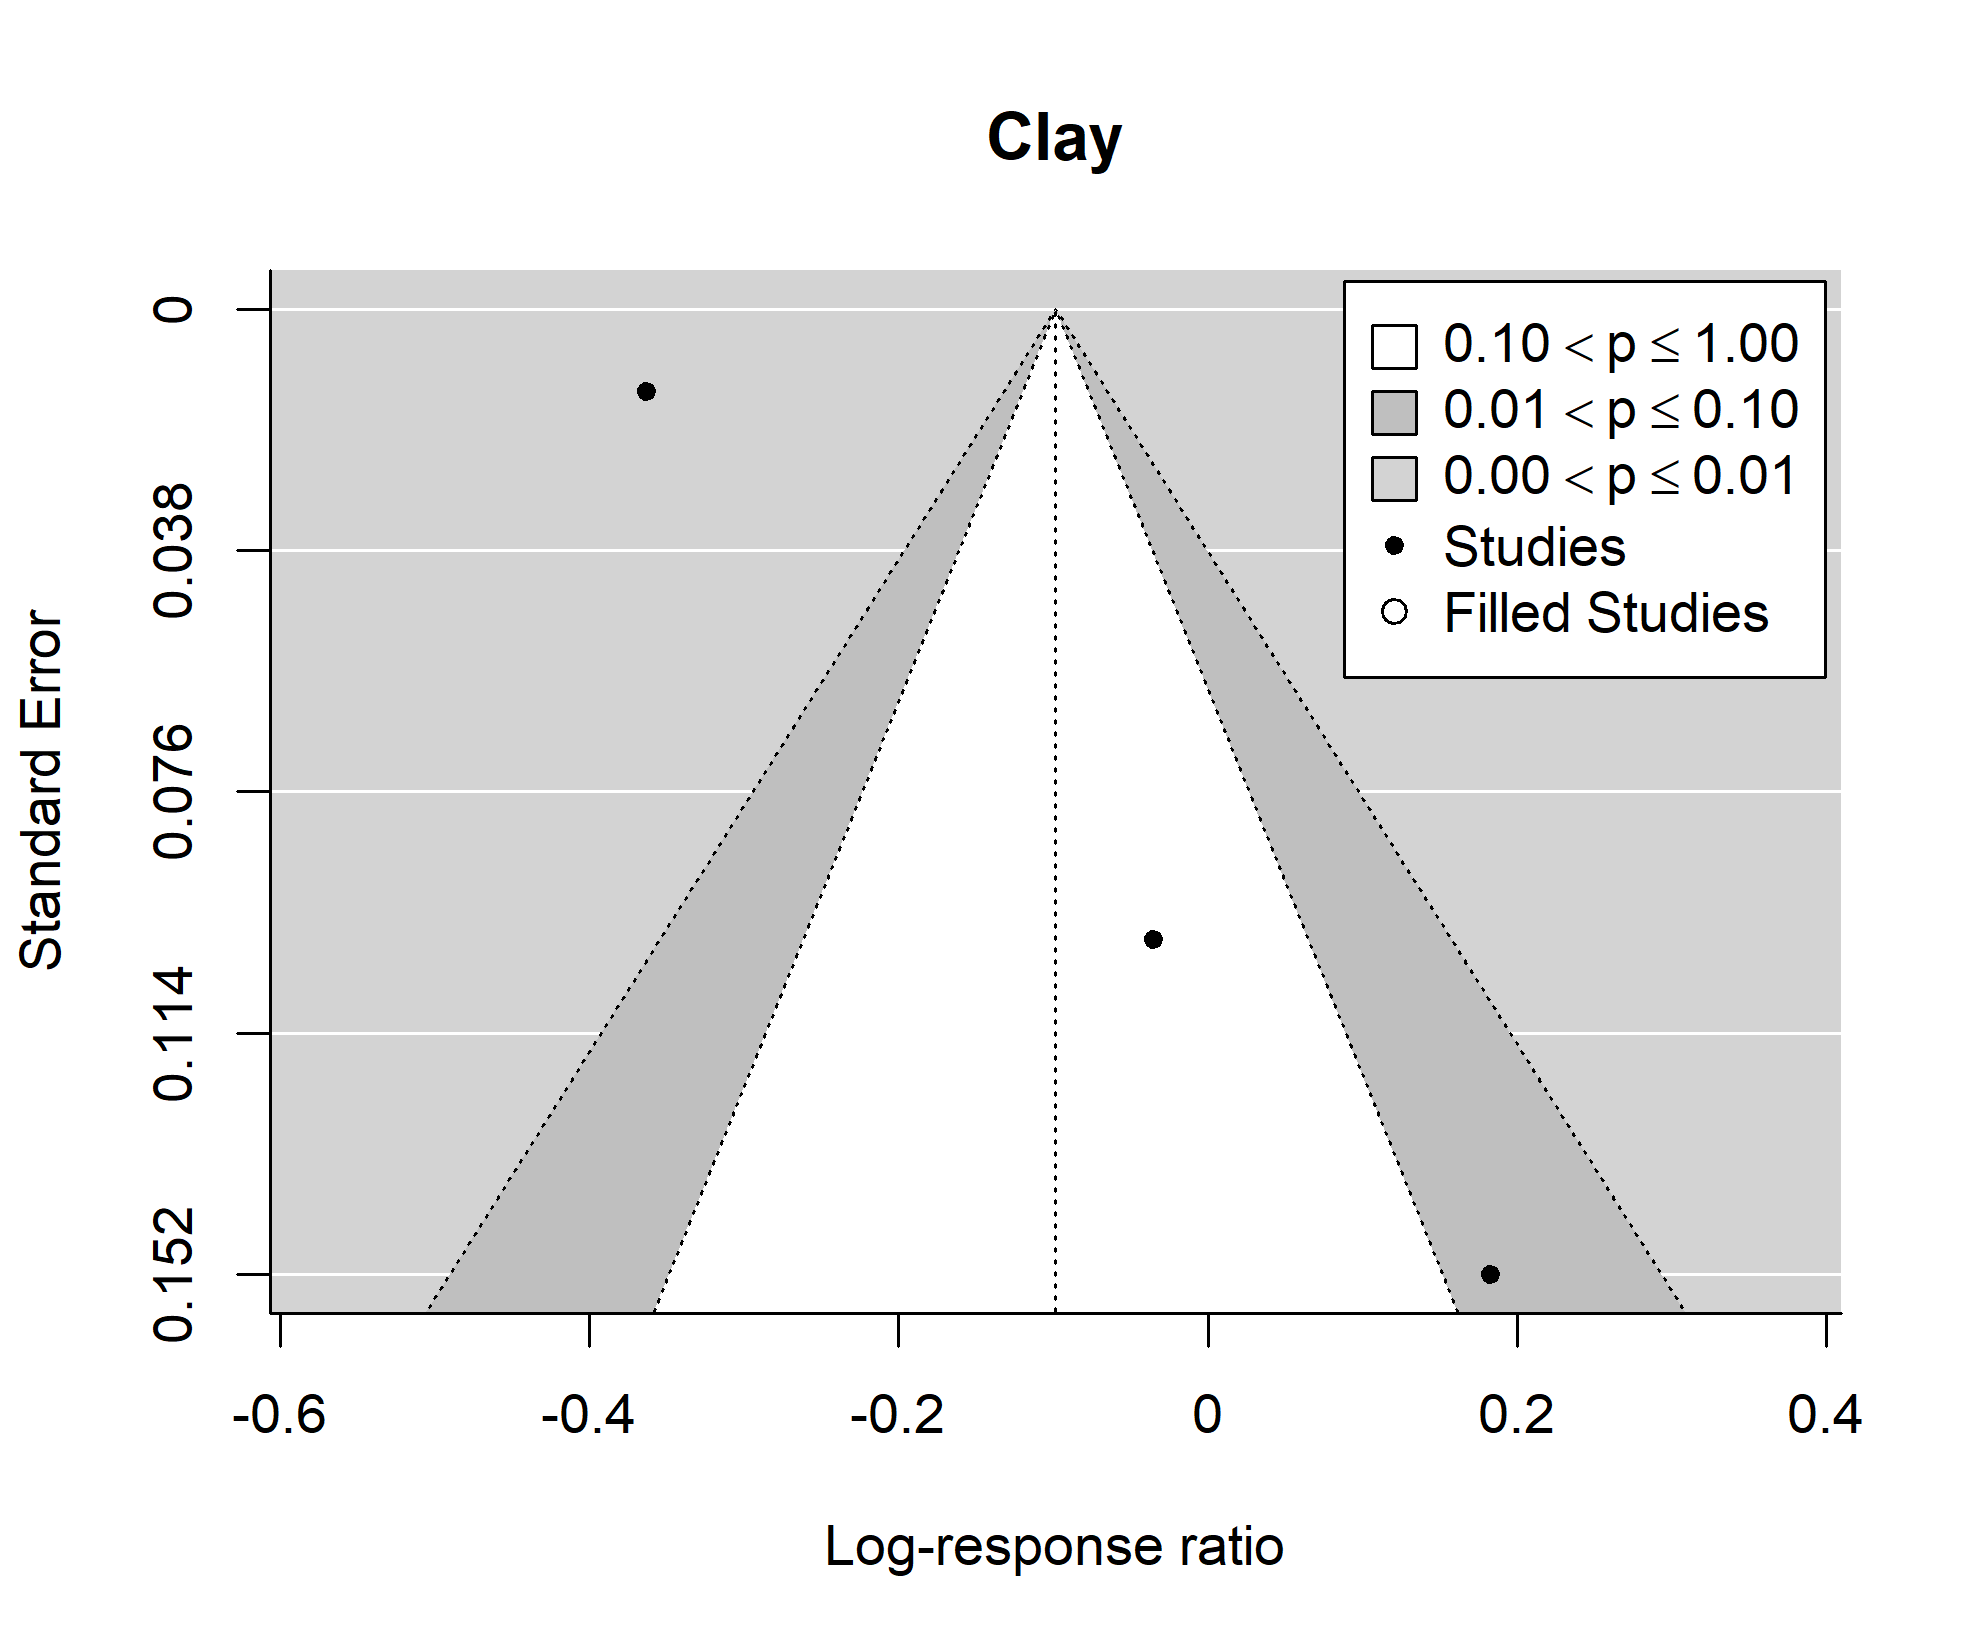 Clay
0
0.038
0.076
0.114
0.152
Standard Error
0.10 < p ≤ 1.00
0.01 < p ≤ 0.10
0.00 < p ≤ 0.01
Studies
Filled Studies
-0.6 -0.4 -0.2 0 0.2 0.4
Log-response ratio